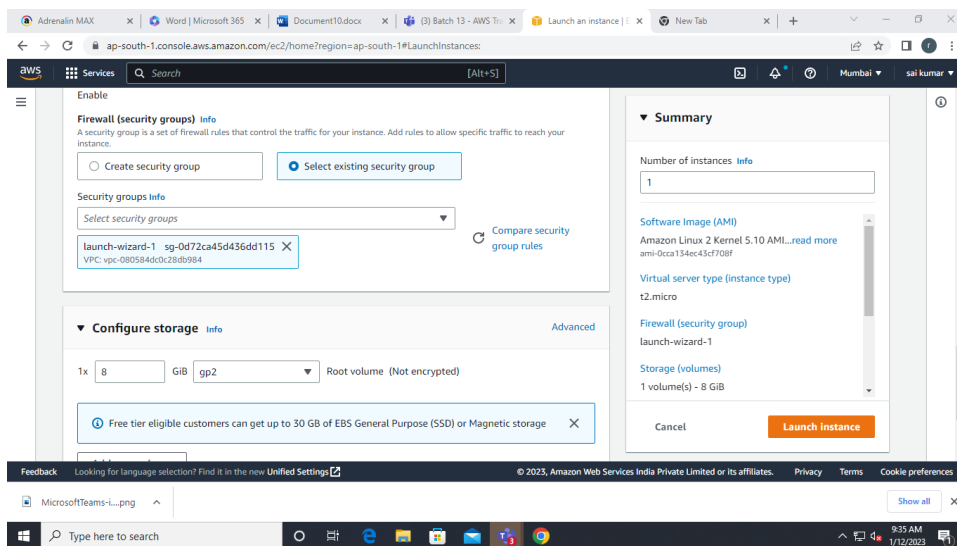 Adrenalin MAX
Word | Microsoft 365
Document10.docx
(3) Batch 13 - AWS Tr
Launch an instance | E
New Tab
ap-south-1.console.aws.amazon.com/ec2/home?region=ap-south-1#LaunchInstances:
r
aws
Services
Search
[Alt+S]
Mumbai
sai kumar
Enable
Firewall (security groups) Info
A security group is a set of firewall rules that control the traffic for your instance. Add rules to allow specific traffic to reach your
instance.
Create security group
Select existing security group
Security groups Info
Select security groups
Compare security
group rules
launch-wizard-1 sg-0d72ca45d436dd115
VPC: vpc-080584dc0c28db984
Configure storage Info
Advanced
1x 8 GiB gp2 Root volume (Not encrypted)
Free tier eligible customers can get up to 30 GB of EBS General Purpose (SSD) or Magnetic storage
Summary
Number of instances Info
1
Software Image (AMI)
Amazon Linux 2 Kernel 5.10 AMI...read more
ami-0cca134ec43cf708f
Virtual server type (instance type)
t2.micro
Firewall (security group)
launch-wizard-1
Storage (volumes)
1 volume(s) - 8 GiB
Cancel
Launch instance
Feedback
Looking for language selection? Find it in the new Unified Settings
© 2023, Amazon Web Services India Private Limited or its affiliates.
Privacy
Terms
Cookie preferences
MicrosoftTeams-i....png
Show all
Type here to search
3
9:35 AM
1/12/2023
1